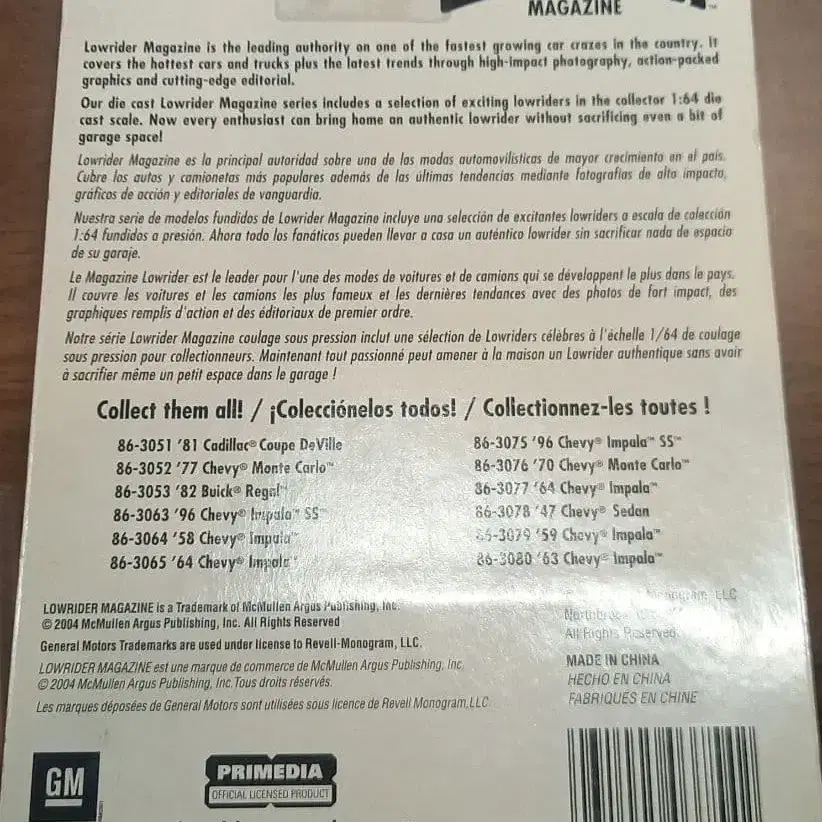 MAGAZINE
Lowrider Magazine is the leading authority on one of the fastest growing car crazes in the country. It
covers the hottest cars and trucks plus the latest trends through high-impact photography, action-packed
graphics and cutting-edge editorial.
Our die cast Lowrider Magazine series includes a selection of exciting lowriders in the collector 1:64 die
cast scale. Now every enthusiast can bring home an authentic lowrider without sacrificing even a bit of
garage space!
Lowrider Magazine es la principal autoridad sobre una de las modas automovilísticas de mayor crecimiento en el país.
Cubre los autos y camionetas más populares además de las últimas tendencias mediante fotografías de alto impacto,
gráficos de acción y editoriales de vanguardia.
Nuestra serie de modelos fundidos de Lowrider Magazine incluye una selección de excitantes lowriders a escala de colección
1:64 fundidos a presión. Ahora todo los fanáticos pueden llevar a casa un auténtico lowrider sin sacrificar nada de espacio
de su garaje.
Le Magazine Lowrider est le leader pour l'une des modes de voitures et de camions qui se développent le plus dans le pays.
Il couvre les voitures et les camions les plus fameux et les dernières tendances avec des photos de fort impact, des
graphiques remplis d'action et des éditoriaux de premier ordre.
Notre série Lowrider Magazine coulage sous pression inclut une sélection de Lowriders célèbres à l'échelle 1/64 de coulage
sous pression pour collectionneurs. Maintenant tout passionné peut amener à la maison un Lowrider authentique sans avoir
à sacrifier même un petit espace dans le garage !
Collect them all! / ¡Colecciónelos todos! / Collectionnez-les toutes !
86-3051 '81 Cadillac® Coupe DeVille
86-3052 '77 Chevy® Monte Carlo™
86-3053 '82 Buick® Regal™
86-3063 '96 Chevy® Impala™ SS™
86-3064 '58 Chevy® Impala™
86-3065 '64 Chevy® Impala™
86-3075 '96 Chevy® Impala™ SS™
86-3076 '70 Chevy® Monte Carlo™
86-3077 '64 Chevy® Impala™
86-3078 '47 Chevy® Sedan
86-3079 '59 Chevy® Impala™
86-3080 '63 Chevy® Impala™
LOWRIDER MAGAZINE is a Trademark of McMullen Argus Publishing, Inc.
© 2004 McMullen Argus Publishing, Inc. All Rights Reserved
General Motors Trademarks are used under license to Revell-Monogram, LLC.
LOWRIDER MAGAZINE est une marque de commerce de McMullen Argus Publishing, Inc.
© 2004 McMullen Argus Publishing, Inc. Tous droits réservés.
Les marques déposées de General Motors sont utilisées sous licence de Revell Monogram, LLC
Monogram, LLC
All Rights Reserved
MADE IN CHINA
HECHO EN CHINA
FABRIQUÉS EN CHINE
GM
PRIMEDIA
OFFICIAL LICENSED PRODUCT